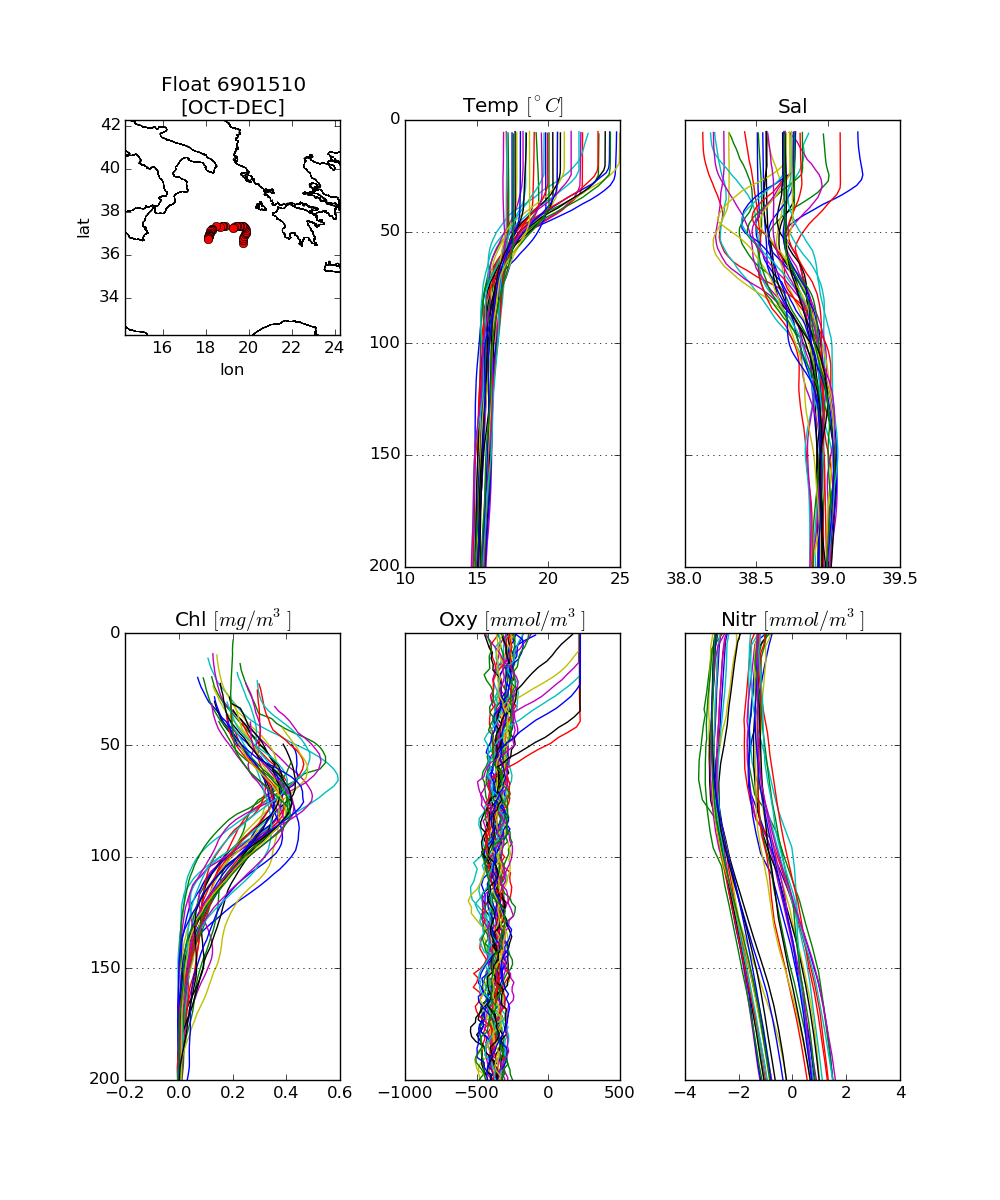 Float 6901510
[OCT-DEC]
Temp [°C]
Sal
lat
42
40
38
36
34
16 18 20 22 24
lon
0
50
100
150
200
10 15 20 25
38.0 38.5 39.0 39.5
Chl [mg/m³]
Oxy [mmol/m³]
Nitr [mmol/m³]
0
50
100
150
200
−0.2 0.0 0.2 0.4 0.6
−1000 −500 0 500
−4 −2 0 2 4